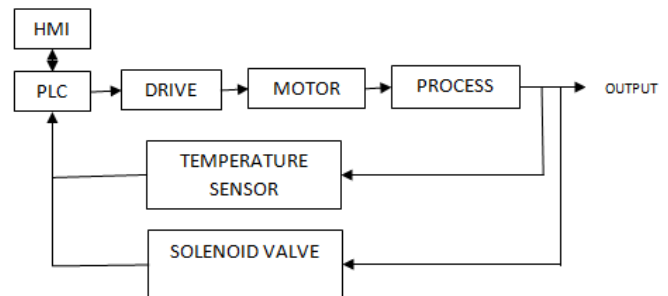 HMI
PLC
DRIVE
MOTOR
PROCESS
OUTPUT
TEMPERATURE
SENSOR
SOLENOID VALVE